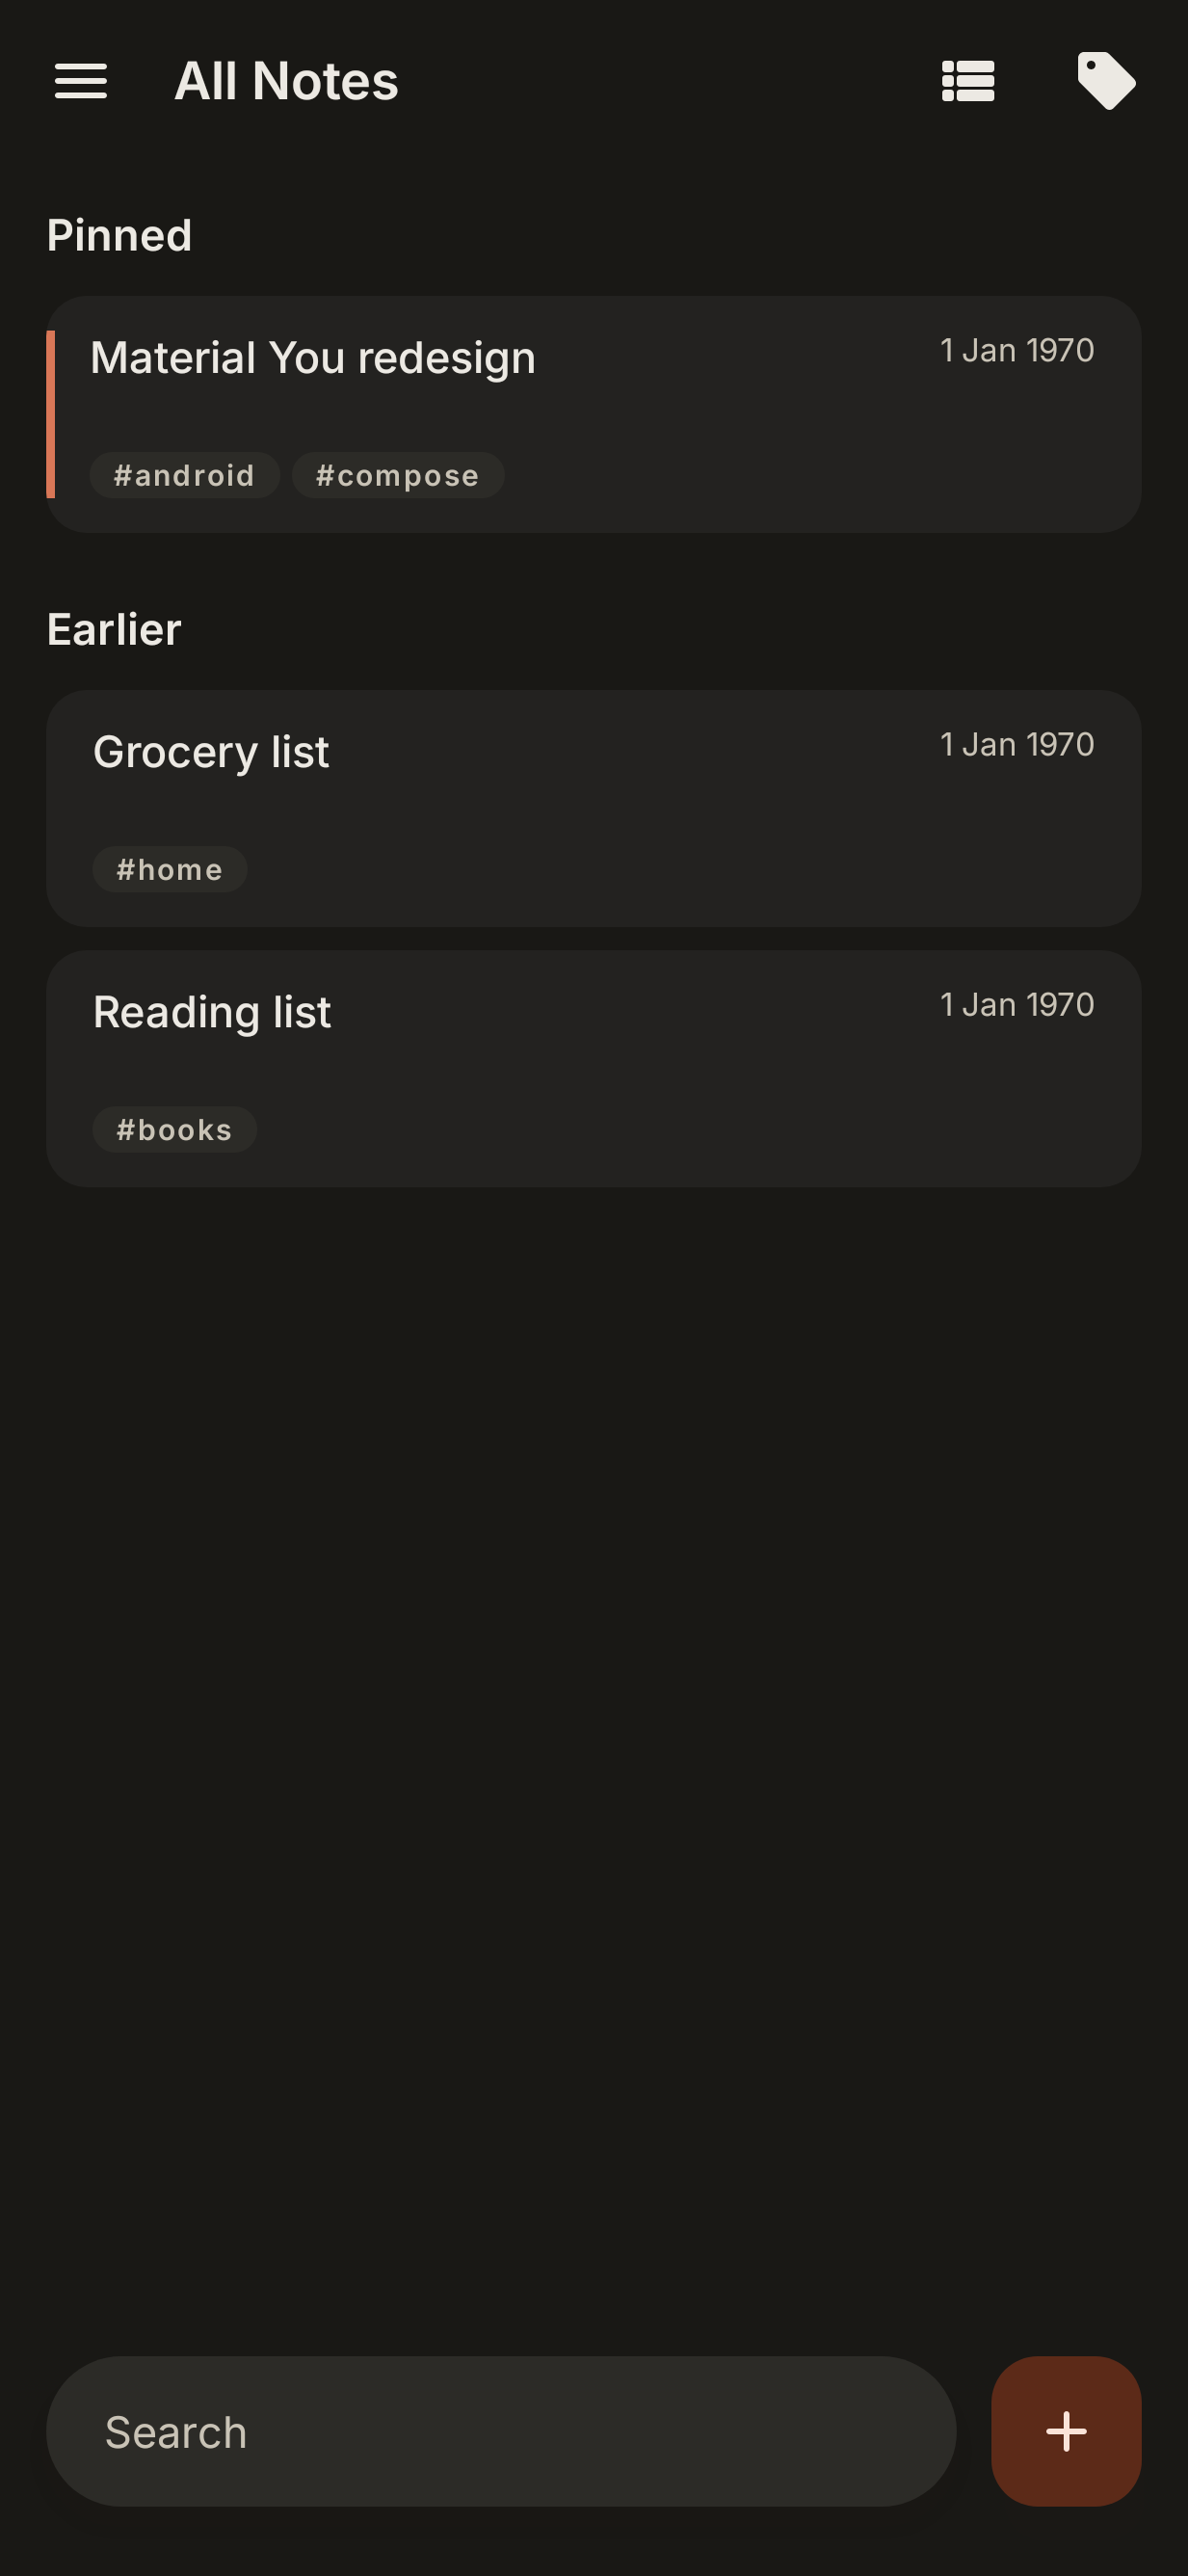 All Notes
Pinned
Material You redesign
1 Jan 1970
#android #compose
Earlier
Grocery list
1 Jan 1970
#home
Reading list
1 Jan 1970
#books
Search